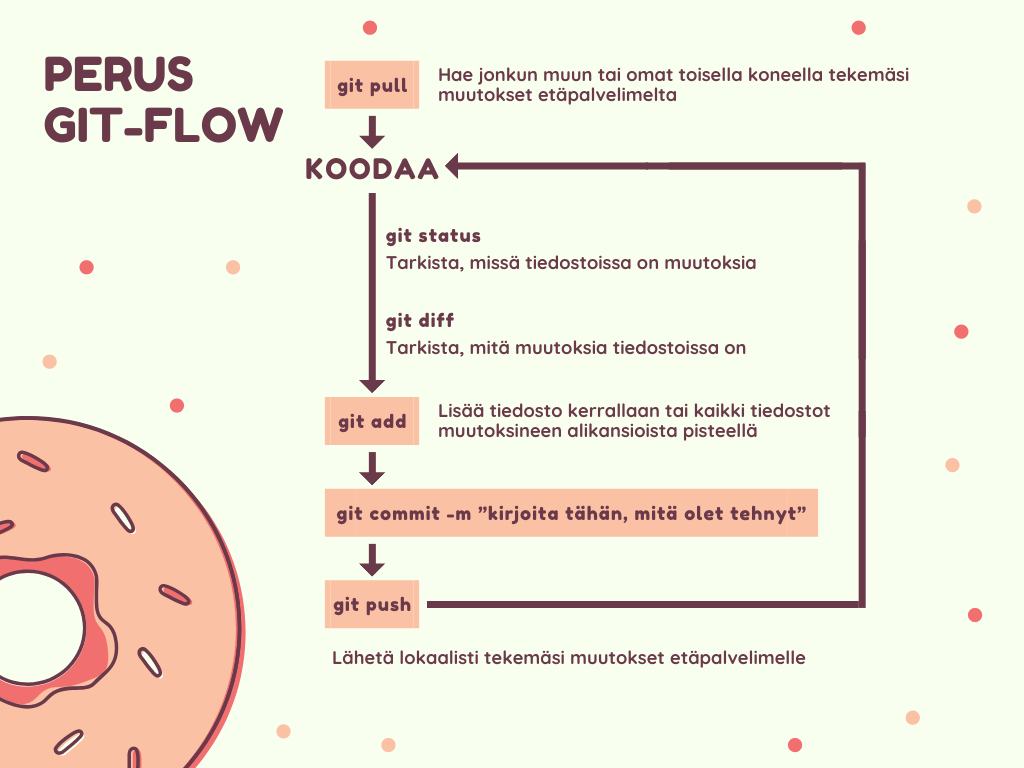 PERUS
GIT-FLOW
git pull
Hae jonkun muun tai omat toisella koneella tekemäsi
muutokset etäpalvelimelta
KOODAA
git status
Tarkista, missä tiedostoissa on muutoksia
git diff
Tarkista, mitä muutoksia tiedostoissa on
git add
Lisää tiedosto kerrallaan tai kaikki tiedostot
muutoksineen alikansioista pisteellä
git commit -m ”kirjoita tähän, mitä olet tehnyt”
git push
Lähetä lokaalisti tekemäsi muutokset etäpalvelimelle